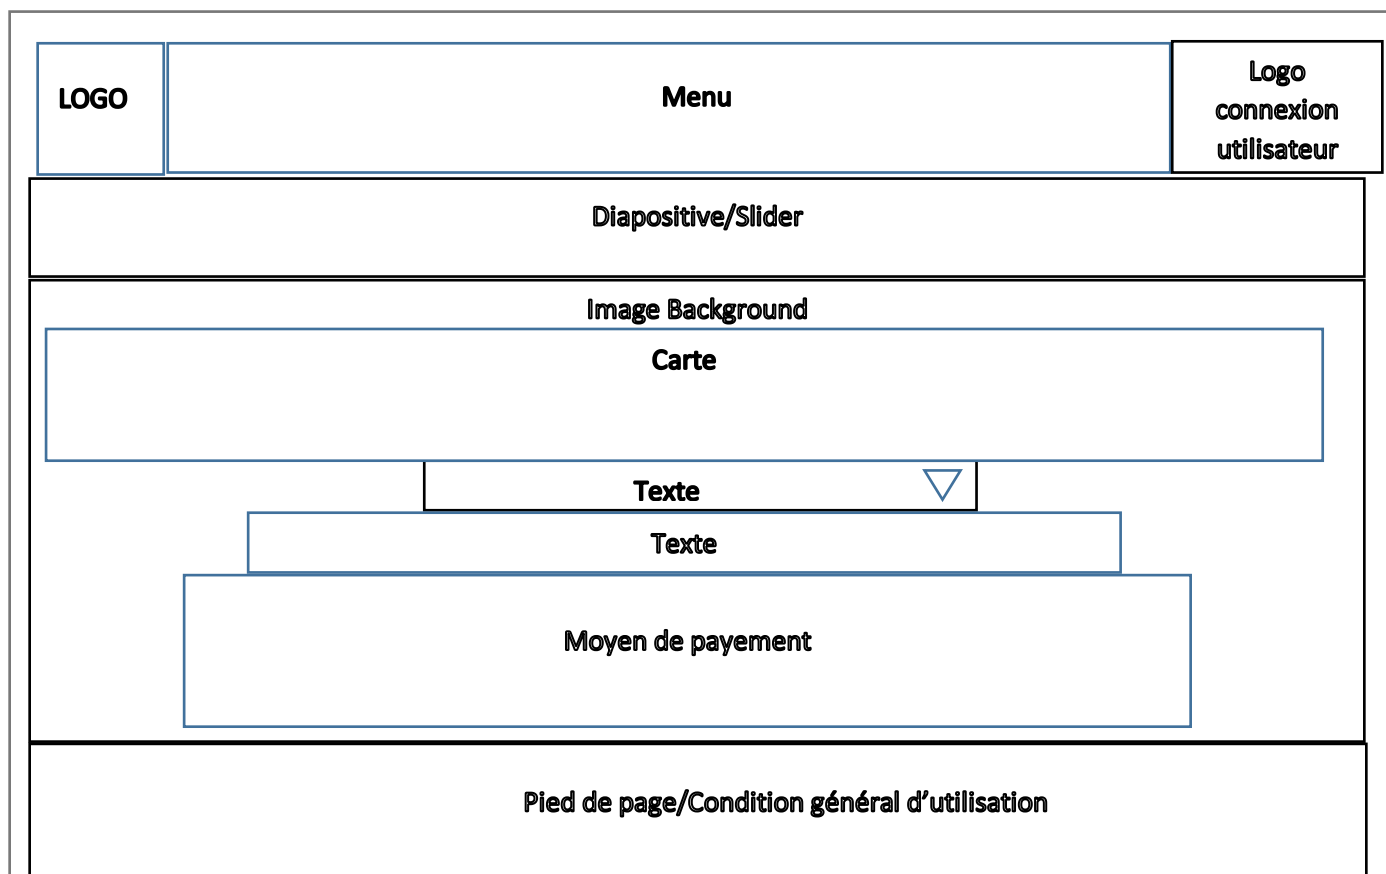 LOGO
Menu
Logo
connexion
utilisateur
Diapositive/Slider
Image Background
Carte
Texte
Texte
Moyen de payement
Pied de page/Condition général d’utilisation